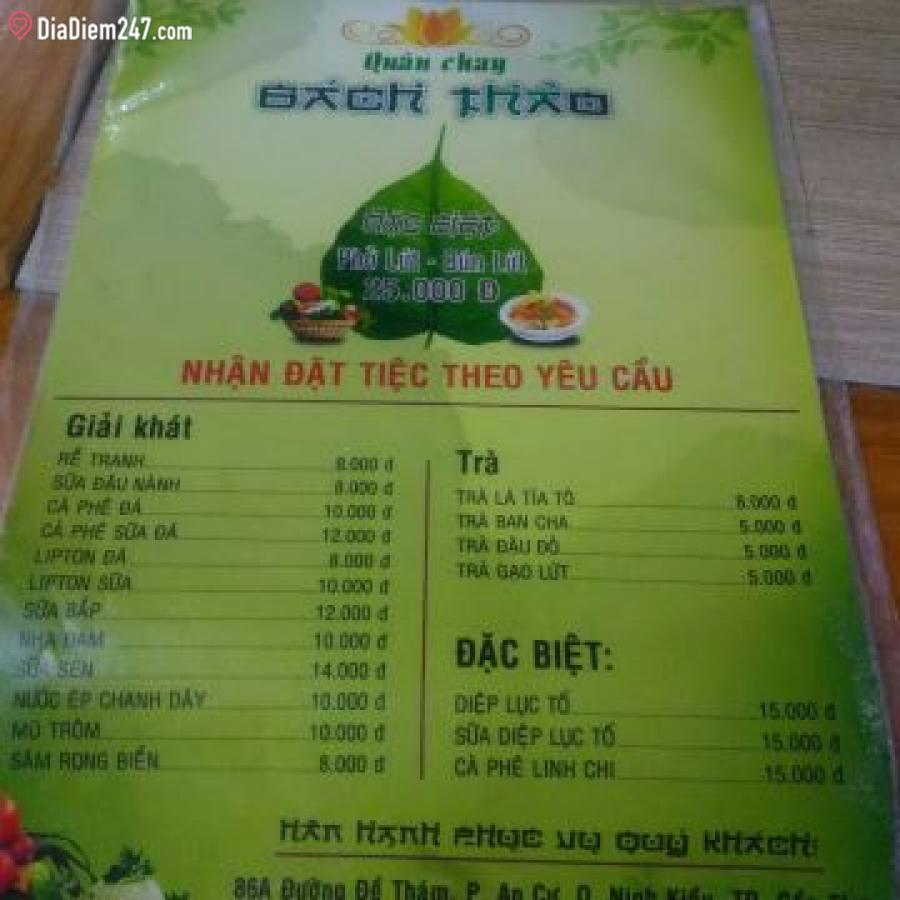 DiaDiem247.com
Quán chay
BÁCH THẢO
ĐẶC BIỆT
Phở Lứt - Bún Lứt
25.000 Đ
NHẬN ĐẶT TIỆC THEO YÊU CẦU
Giải khát
RỄ TRANH 8.000 đ
SỮA ĐẬU NÀNH 8.000 đ
CÀ PHÊ ĐÁ 10.000 đ
CÀ PHÊ SỮA ĐÁ 12.000 đ
LIPTON ĐÁ 8.000 đ
LIPTON SỮA 10.000 đ
SỮA BẮP 12.000 đ
NHA ĐAM 10.000 đ
SỮA SEN 14.000 đ
NƯỚC ÉP CHANH DÂY 10.000 đ
MỦ TRÔM 10.000 đ
SÂM RONG BIỂN 8.000 đ
Trà
TRÀ LÁ TÍA TÔ 6.000 đ
TRÀ BAN CHA 5.000 đ
TRÀ ĐẬU ĐỎ 5.000 đ
TRÀ GẠO LỨT 5.000 đ
ĐẶC BIỆT:
DIỆP LỤC TỐ 15.000 đ
SỮA DIỆP LỤC TỐ 15.000 đ
CÀ PHÊ LINH CHI 15.000 đ
HÂN HẠNH PHỤC VỤ QUÝ KHÁCH!
86A Đường Đề Thám, P. An Cư, Q. Ninh Kiều, TP. Cần